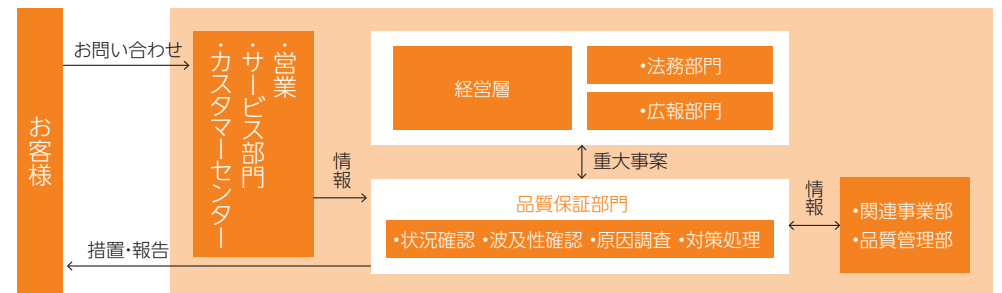 お客様
お問い合わせ
・営業
・サービス部門
・カスタマーセンター
情報
経営層
・法務部門
・広報部門
重大事案
品質保証部門
・状況確認 ・波及性確認 ・原因調査 ・対策処理
情報
・関連事業部
・品質管理部
措置・報告